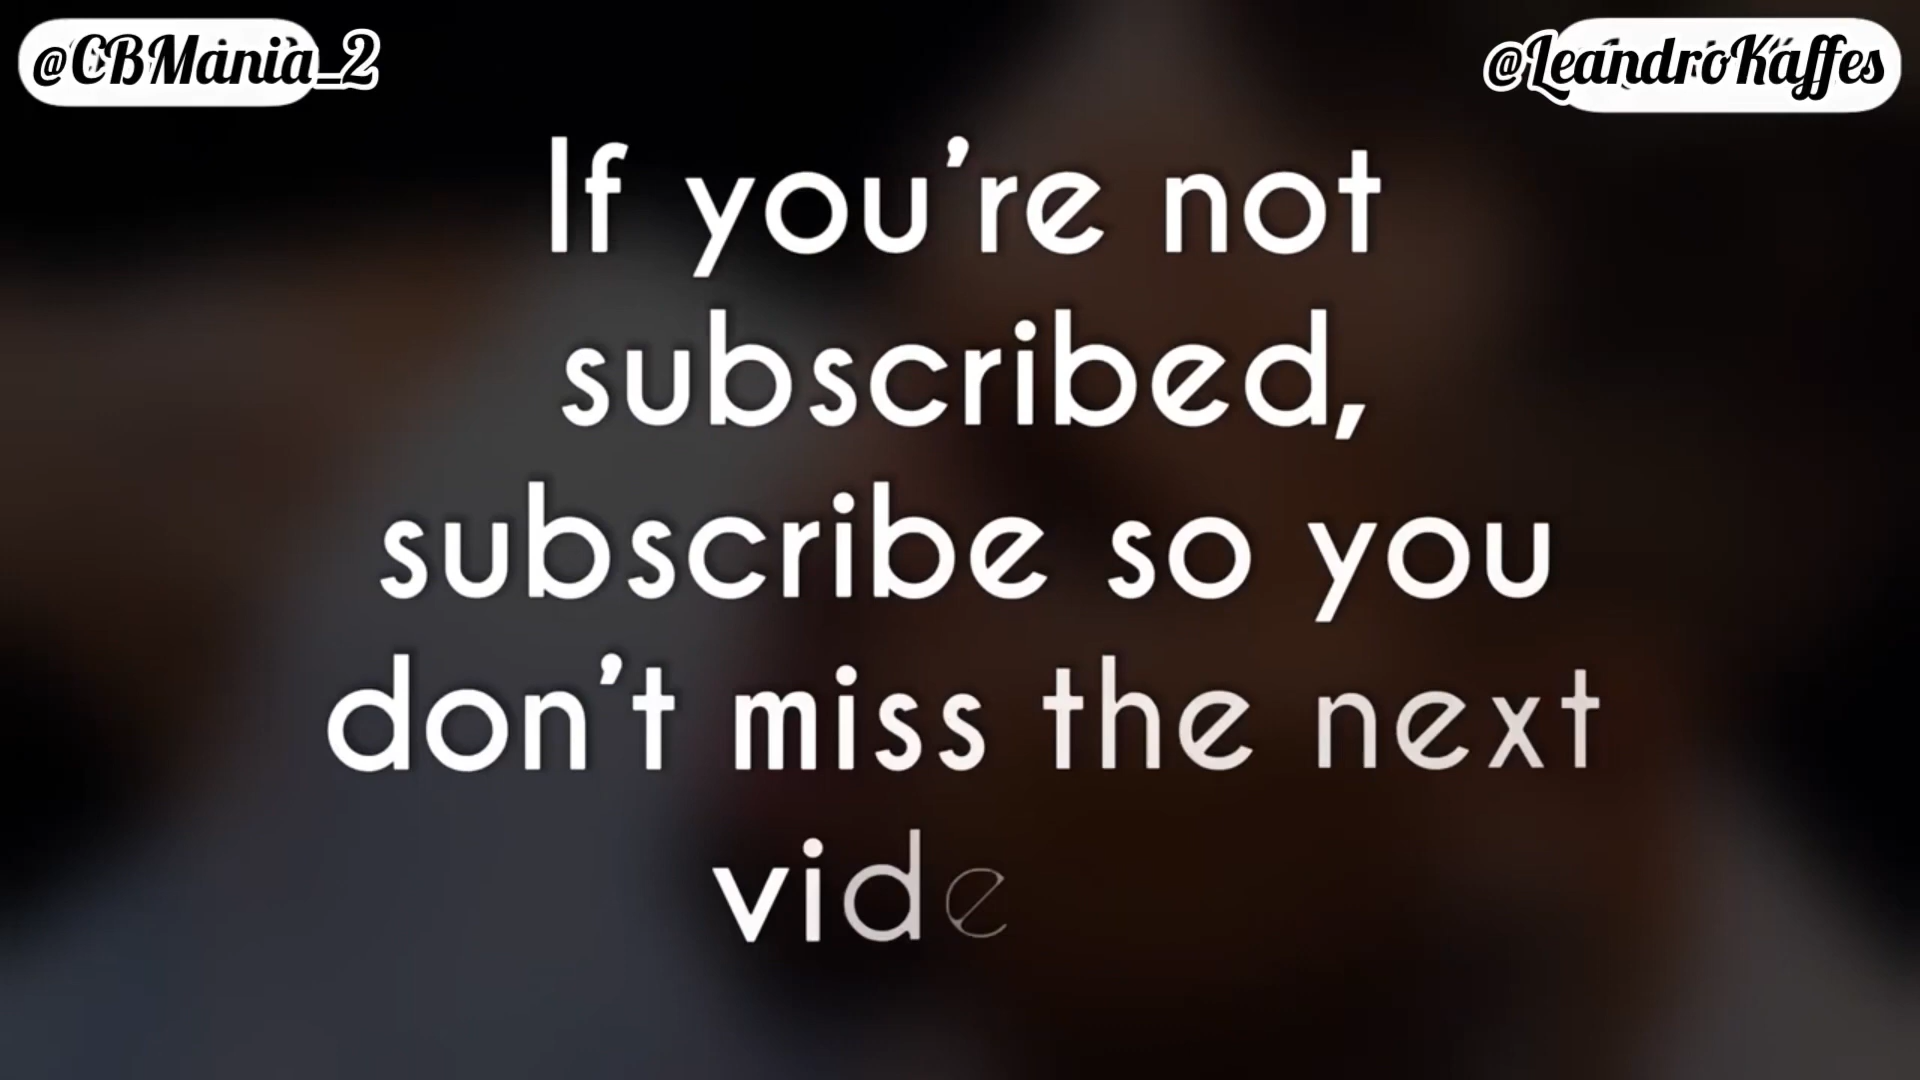 @CBMania_2
@LeandroKaffes
If you're not
subscribed,
subscribe so you
don't miss the next
vide